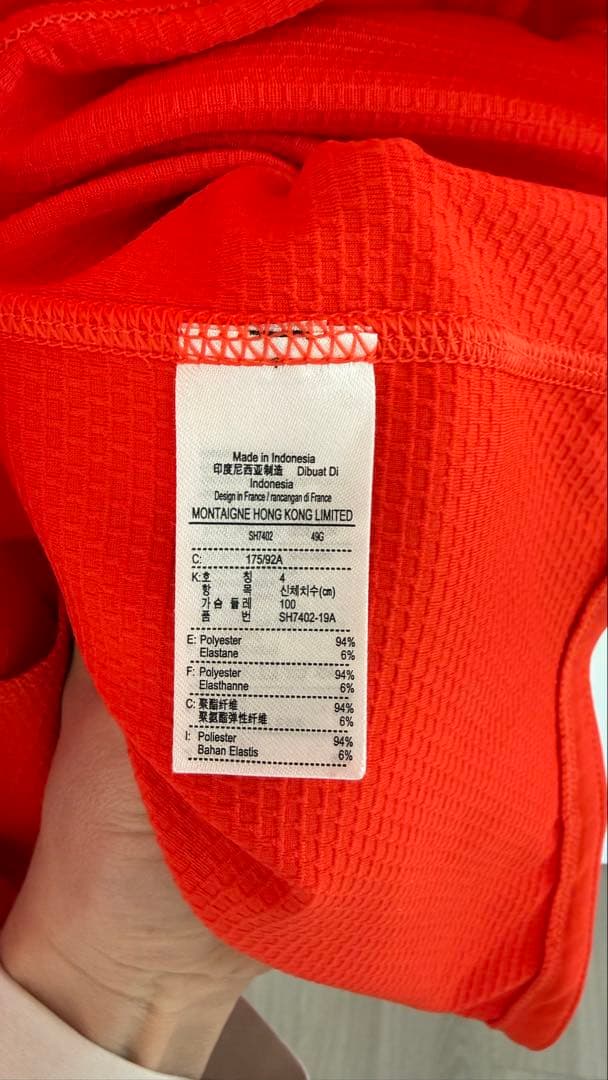 Made in Indonesia
印度尼西亚制造 Dibuat Di
Indonesia
Design in France / rancangan di France
MONTAIGNE HONG KONG LIMITED
SH7402 49G
C: 175/92A
K:호 칭 4
항 목 신체치수(cm)
가슴 둘레 100
품 번 SH7402-19A
E: Polyester 94%
Elastane 6%
F: Polyester 94%
Elasthanne 6%
C: 聚酯纤维 94%
聚氨酯弹性纤维 6%
I: Poliester 94%
Bahan Elastis 6%